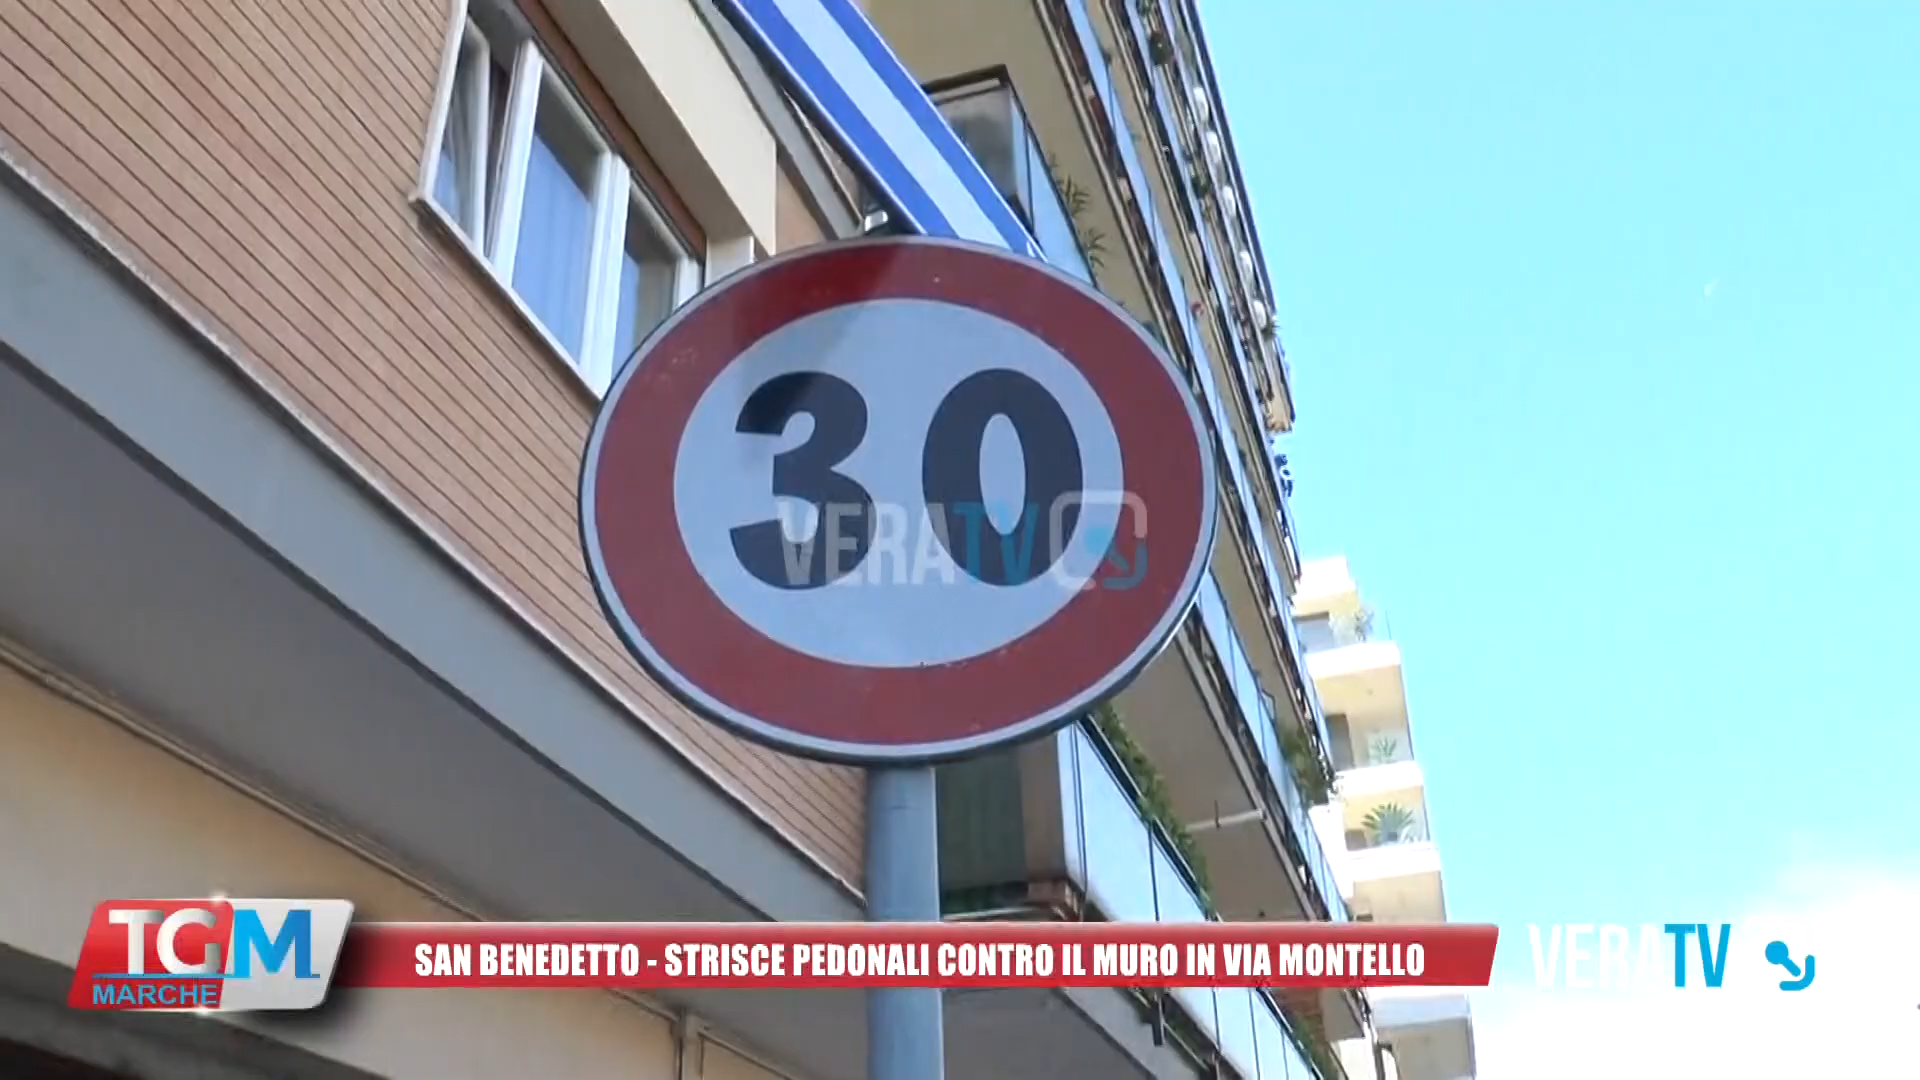 30
VERATV
TGM
MARCHE
SAN BENEDETTO - STRISCE PEDONALI CONTRO IL MURO IN VIA MONTELLO
VERATV